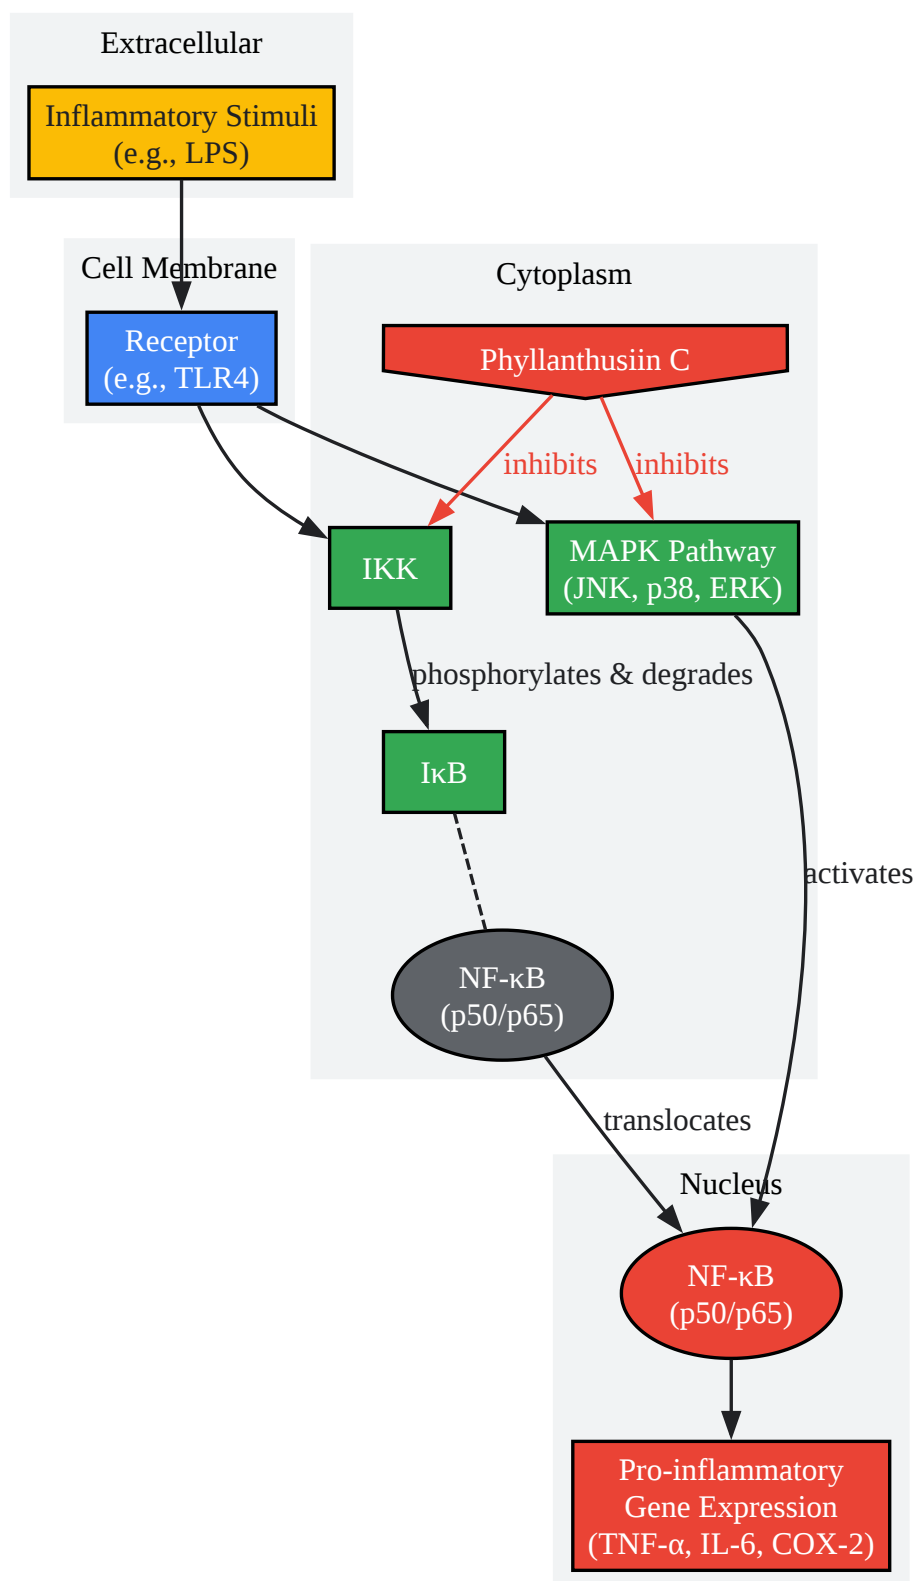 Extracellular
Inflammatory Stimuli
(e.g., LPS)
Cell Membrane
Receptor
(e.g., TLR4)
Cytoplasm
Phyllanthusiin C
inhibits
inhibits
IKK
MAPK Pathway
(JNK, p38, ERK)
phosphorylates & degrades
IκB
activates
NF-κB
(p50/p65)
translocates
Nucleus
NF-κB
(p50/p65)
Pro-inflammatory
Gene Expression
(TNF-α, IL-6, COX-2)